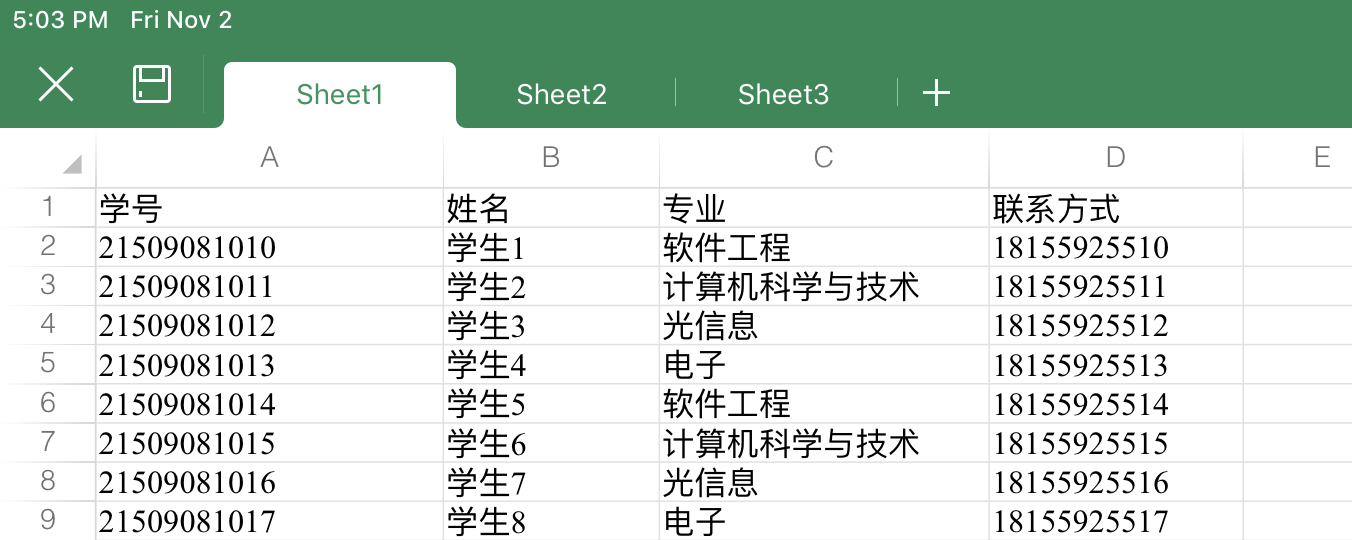 5:03 PM Fri Nov 2
Sheet1 Sheet2 Sheet3 +
A B C D E
1 学号 姓名 专业 联系方式
2 21509081010 学生1 软件工程 18155925510
3 21509081011 学生2 计算机科学与技术 18155925511
4 21509081012 学生3 光信息 18155925512
5 21509081013 学生4 电子 18155925513
6 21509081014 学生5 软件工程 18155925514
7 21509081015 学生6 计算机科学与技术 18155925515
8 21509081016 学生7 光信息 18155925516
9 21509081017 学生8 电子 18155925517